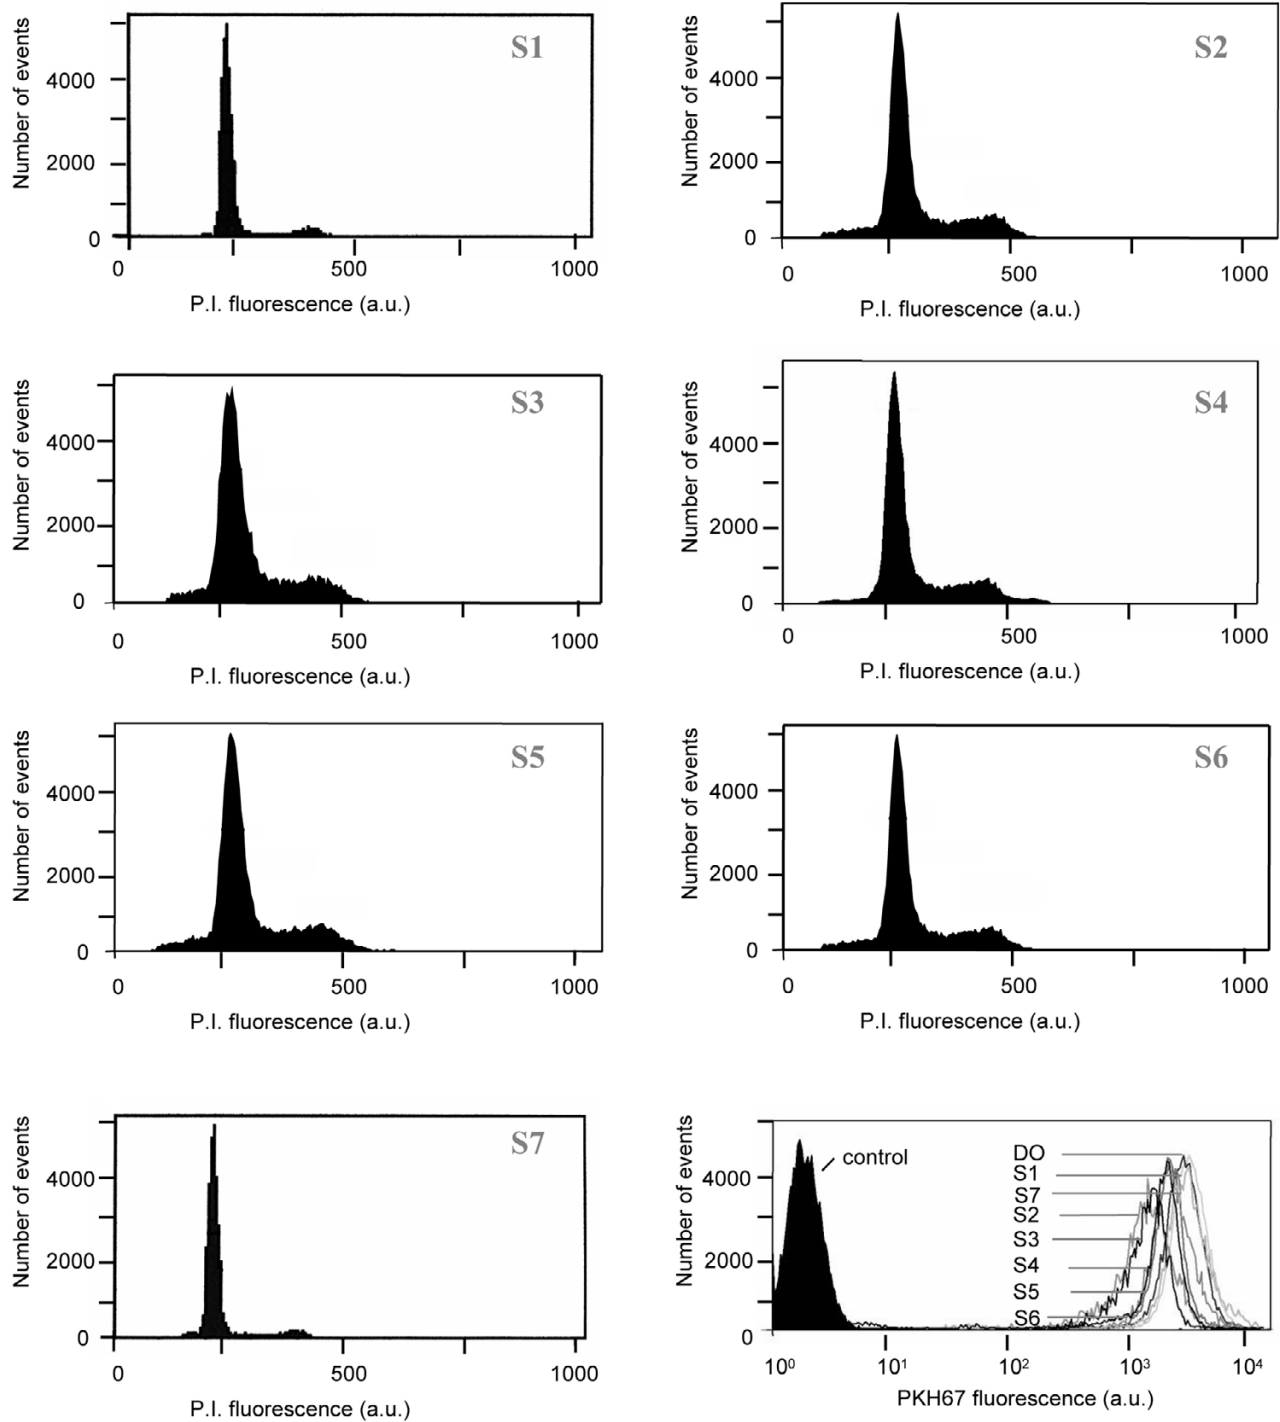 Number of events
4000
2000
0
S1
0
500
1000
P.I. fluorescence (a.u.)
Number of events
4000
2000
0
S2
0
500
1000
P.I. fluorescence (a.u.)
Number of events
4000
2000
0
S3
0
500
1000
P.I. fluorescence (a.u.)
Number of events
4000
2000
0
S4
0
500
1000
P.I. fluorescence (a.u.)
Number of events
4000
2000
0
S5
0
500
1000
P.I. fluorescence (a.u.)
Number of events
4000
2000
0
S6
0
500
1000
P.I. fluorescence (a.u.)
Number of events
4000
2000
0
S7
0
500
1000
P.I. fluorescence (a.u.)
Number of events
4000
2000
0
control
DO
S1
S7
S2
S3
S4
S5
S6
10⁰
10¹
10²
10³
10⁴
PKH67 fluorescence (a.u.)